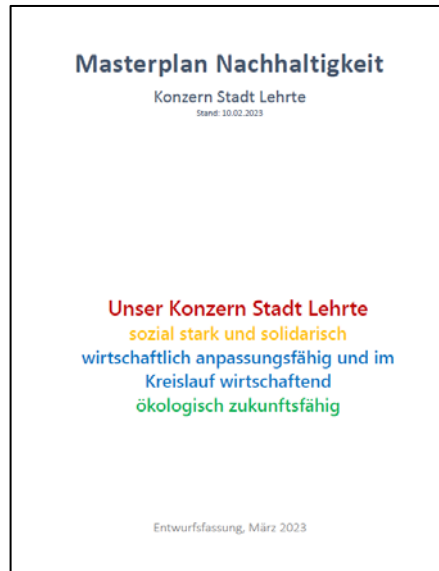 Masterplan Nachhaltigkeit
Konzern Stadt Lehrte
Stand: 10.02.2023
Unser Konzern Stadt Lehrte
sozial stark und solidarisch
wirtschaftlich anpassungsfähig und im
Kreislauf wirtschaftend
ökologisch zukunftsfähig
Entwurfsfassung, März 2023